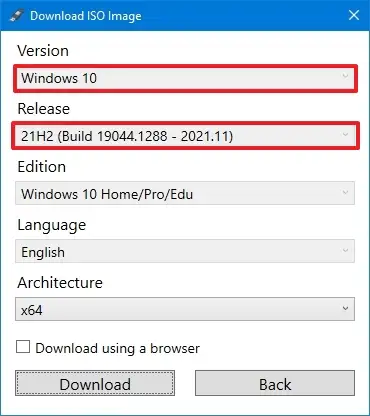 Download ISO Image
Version
Windows 10
Release
21H2 (Build 19044.1288 - 2021.11)
Edition
Windows 10 Home/Pro/Edu
Language
English
Architecture
x64
Download using a browser
Download
Back